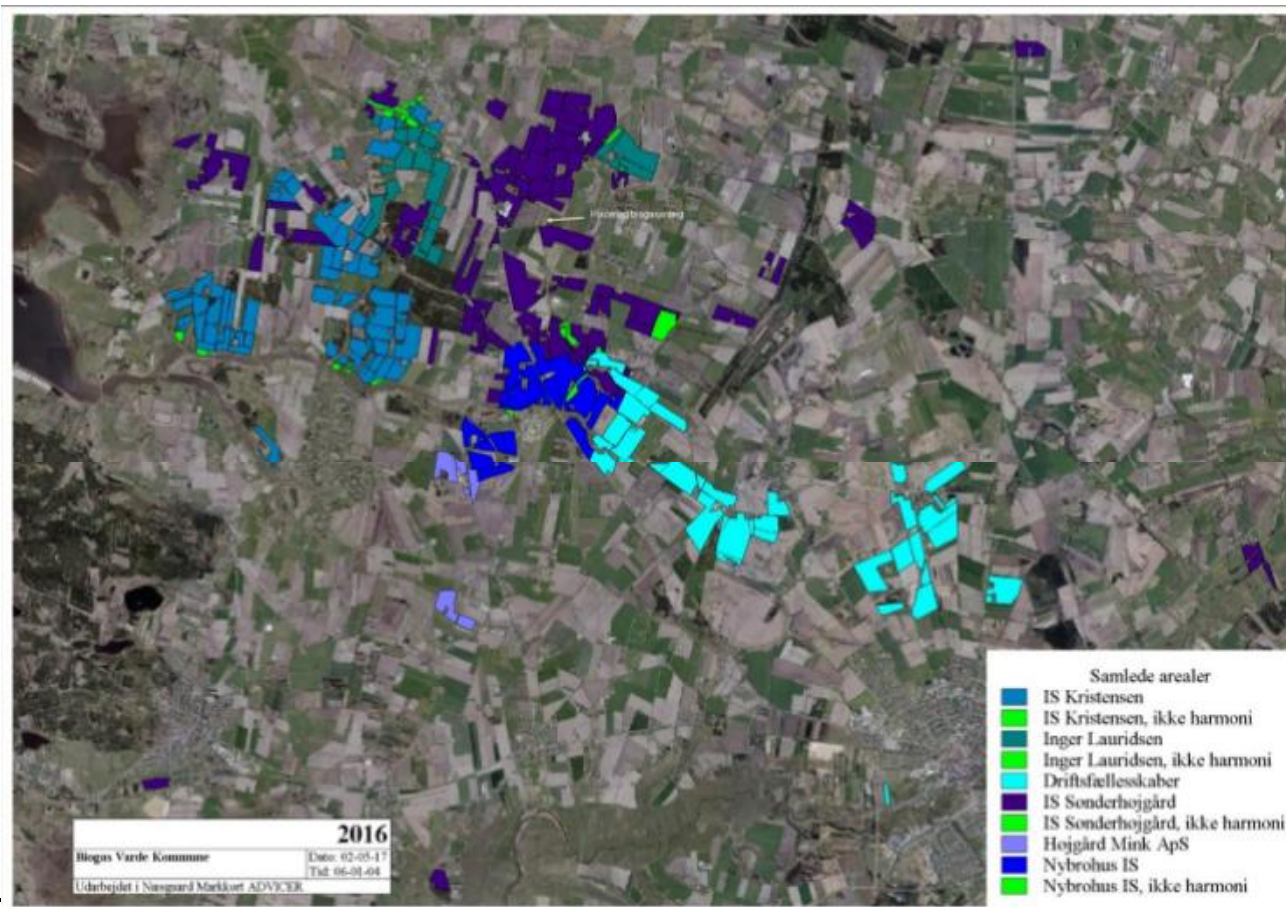 biogasanlæg
Samlede arealer
IS Kristensen
IS Kristensen, ikke harmoni
Inger Lauridsen
Inger Lauridsen, ikke harmoni
Driftsfællesskaber
IS Sønderhøjgård
IS Sønderhøjgård, ikke harmoni
Højgård Mink ApS
Nybrohus IS
Nybrohus IS, ikke harmoni
2016
Biogas Varde Kommune
Dato: 02-05-17
Tid: 06-01-04
Udarbejdet i Næsgaard Markkort ADVICER